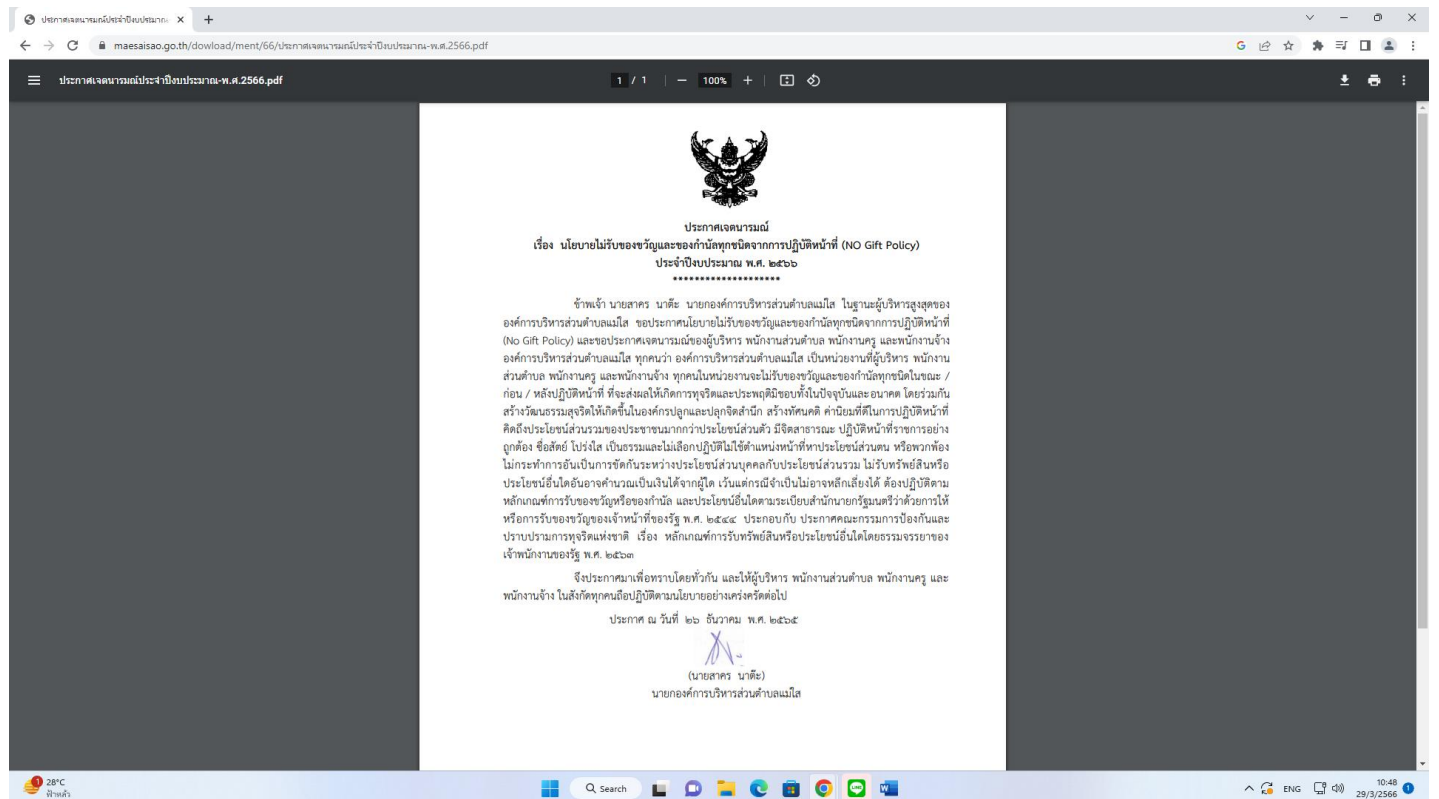 ประกาศเจตนารมณ์ประจำปีงบประมาณ
maesaisao.go.th/dowload/ment/66/ประกาศเจตนารมณ์ประจำปีงบประมาณ-พ.ศ.2566.pdf
ประกาศเจตนารมณ์ประจำปีงบประมาณ-พ.ศ.2566.pdf
1 / 1
100%
ประกาศเจตนารมณ์
เรื่อง นโยบายไม่รับของขวัญและของกำนัลทุกชนิดจากการปฏิบัติหน้าที่ (NO Gift Policy)
ประจำปีงบประมาณ พ.ศ. ๒๕๖๖
********************
ข้าพเจ้า นายสาคร นาต๊ะ นายกองค์การบริหารส่วนตำบลแม่ใส ในฐานะผู้บริหารสูงสุดของ
องค์การบริหารส่วนตำบลแม่ใส ขอประกาศนโยบายไม่รับของขวัญและของกำนัลทุกชนิดจากการปฏิบัติหน้าที่
(No Gift Policy) และขอประกาศเจตนารมณ์ของผู้บริหาร พนักงานส่วนตำบล พนักงานครู และพนักงานจ้าง
องค์การบริหารส่วนตำบลแม่ใส ทุกคนว่า องค์การบริหารส่วนตำบลแม่ใส เป็นหน่วยงานที่ผู้บริหาร พนักงาน
ส่วนตำบล พนักงานครู และพนักงานจ้าง ทุกคนในหน่วยงานจะไม่รับของขวัญและของกำนัลทุกชนิดในขณะ /
ก่อน / หลังปฏิบัติหน้าที่ ที่จะส่งผลให้เกิดการทุจริตและประพฤติมิชอบทั้งในปัจจุบันและอนาคต โดยร่วมกัน
สร้างวัฒนธรรมสุจริตให้เกิดขึ้นในองค์กรปลูกและปลุกจิตสำนึก สร้างทัศนคติ ค่านิยมที่ดีในการปฏิบัติหน้าที่
คิดถึงประโยชน์ส่วนรวมของประชาชนมากกว่าประโยชน์ส่วนตัว มีจิตสาธารณะ ปฏิบัติหน้าที่ราชการอย่าง
ถูกต้อง ซื่อสัตย์ โปร่งใส เป็นธรรมและไม่เลือกปฏิบัติไม่ใช้ตำแหน่งหน้าที่หาประโยชน์ส่วนตน หรือพวกพ้อง
ไม่กระทำการอันเป็นการขัดกันระหว่างประโยชน์ส่วนบุคคลกับประโยชน์ส่วนรวม ไม่รับทรัพย์สินหรือ
ประโยชน์อื่นใดอันอาจคำนวณเป็นเงินได้จากผู้ใด เว้นแต่กรณีจำเป็นไม่อาจหลีกเลี่ยงได้ ต้องปฏิบัติตาม
หลักเกณฑ์การรับของขวัญหรือของกำนัล และประโยชน์อื่นใดตามระเบียบสำนักนายกรัฐมนตรีว่าด้วยการให้
หรือการรับของขวัญของเจ้าหน้าที่ของรัฐ พ.ศ. ๒๕๔๔ ประกอบกับ ประกาศคณะกรรมการป้องกันและ
ปราบปรามการทุจริตแห่งชาติ เรื่อง หลักเกณฑ์การรับทรัพย์สินหรือประโยชน์อื่นใดโดยธรรมจรรยาของ
เจ้าพนักงานของรัฐ พ.ศ. ๒๕๖๓
จึงประกาศมาเพื่อทราบโดยทั่วกัน และให้ผู้บริหาร พนักงานส่วนตำบล พนักงานครู และ
พนักงานจ้าง ในสังกัดทุกคนถือปฏิบัติตามนโยบายอย่างเคร่งครัดต่อไป
ประกาศ ณ วันที่ ๒๖ ธันวาคม พ.ศ. ๒๕๖๕
(นายสาคร นาต๊ะ)
นายกองค์การบริหารส่วนตำบลแม่ใส
1
28°C
ฟ้าหลัว
Search
ENG
10:48
29/3/2566
1